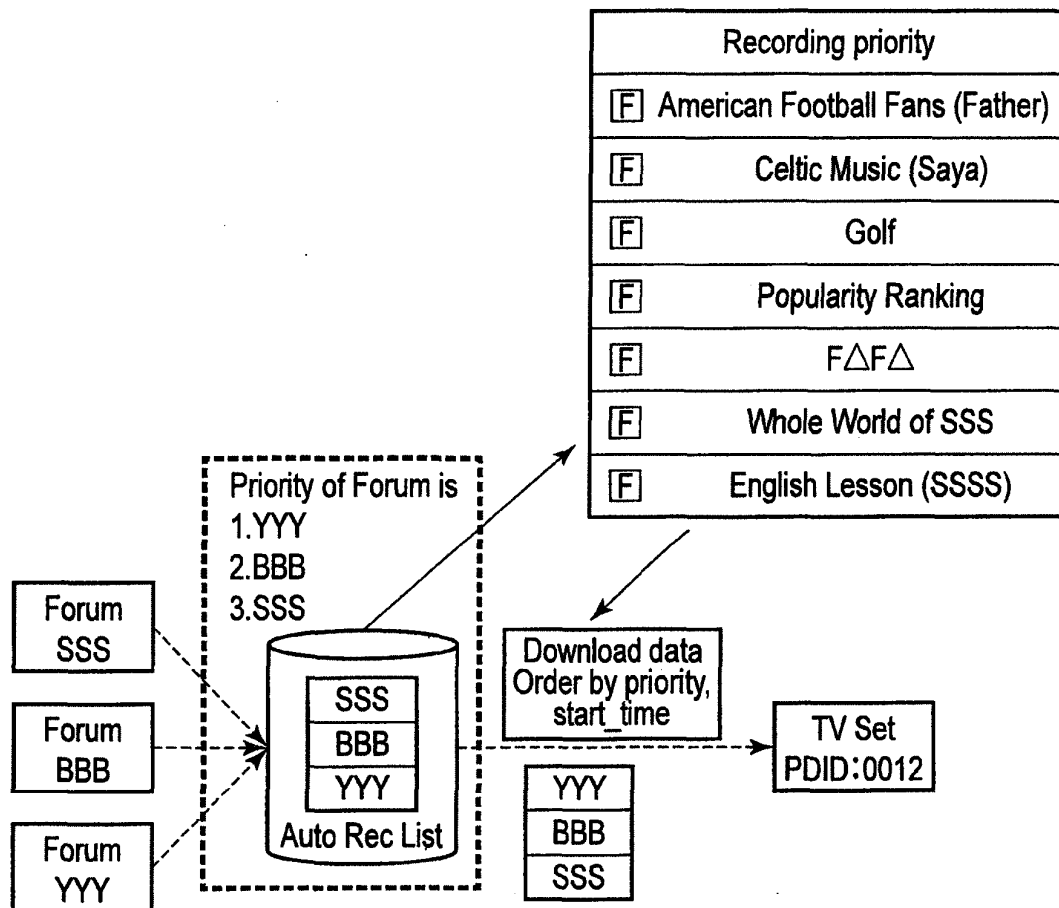 Recording priority
F American Football Fans (Father)
F Celtic Music (Saya)
F Golf
F Popularity Ranking
F F△F△
F Whole World of SSS
F English Lesson (SSSS)
Priority of Forum is
1.YYY
2.BBB
3.SSS
Forum
SSS
Forum
BBB
Forum
YYY
SSS
BBB
YYY
Auto Rec List
Download data
Order by priority,
start_time
YYY
BBB
SSS
TV Set
PDID:0012